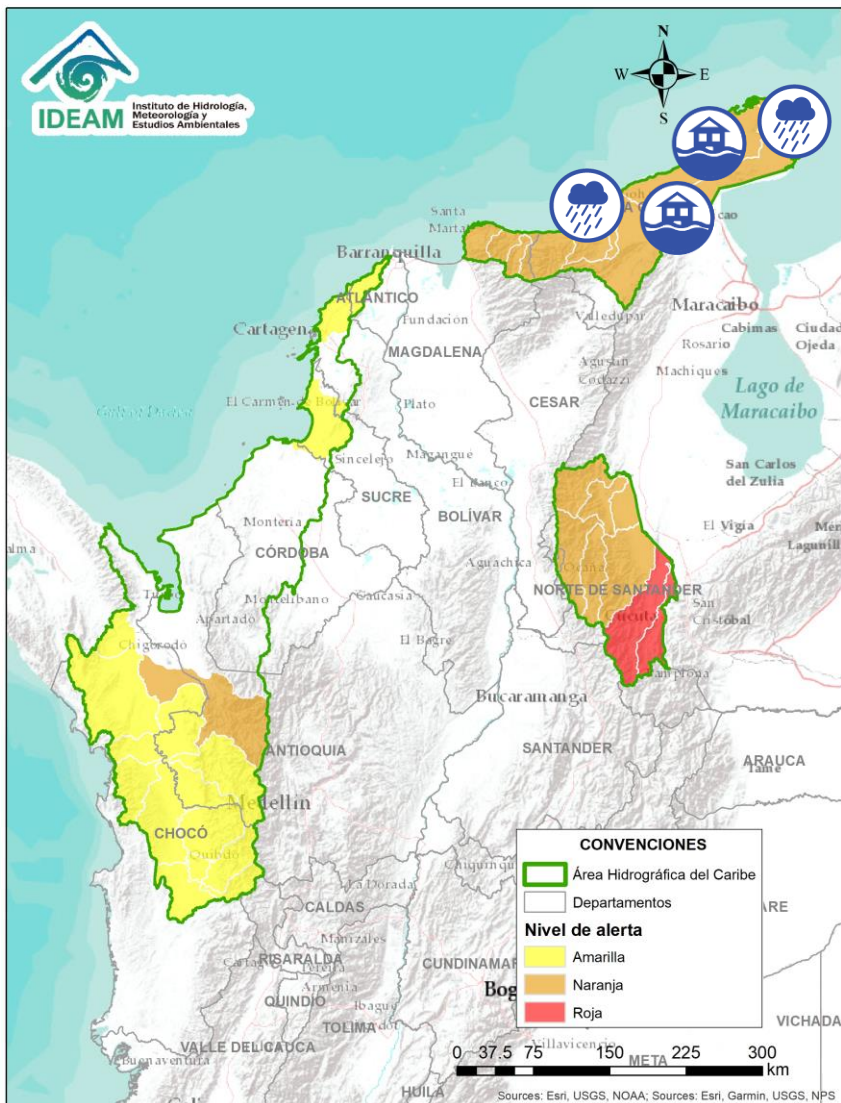 IDEAM
Instituto de Hidrología,
Meteorología y
Estudios Ambientales
N
W
E
S
Santa
Marta
Barranquilla
ATLÁNTICO
Cartagena
Fundación
MAGDALENA
Valledupar
Maracaibo
Cabimas
Ciudad
Ojeda
Rosario
Machiques
Agustín
Codazzi
Lago de
Maracaibo
CESAR
El Carmen de Bolívar
Plato
Sincelejo
Magangué
SUCRE
El Banco
BOLÍVAR
San Carlos
del Zulia
El Vigía
Montería
CÓRDOBA
Aguachica
Ocaña
NORTE DE SANTANDER
Cúcuta
San
Cristóbal
Montelíbano
Caucasia
Apartadó
Chigorodó
El Bagre
Pamplona
Bucaramanga
ANTIOQUIA
SANTANDER
ARAUCA
Tame
Medellín
CHOCÓ
Quibdó
La Dorada
CALDAS
Manizales
RISARALDA
Pereira
Armenia
QUINDÍO
Ibagué
TOLIMA
VALLE DEL CAUCA
Buenaventura
HUILA
Villavicencio
META
VICHADA
CONVENCIONES
Área Hidrográfica del Caribe
Departamentos
Nivel de alerta
Amarilla
Naranja
Roja
0 37.5 75 150 225 300
km
Sources: Esri, USGS, NOAA; Sources: Esri, Garmin, USGS, NPS